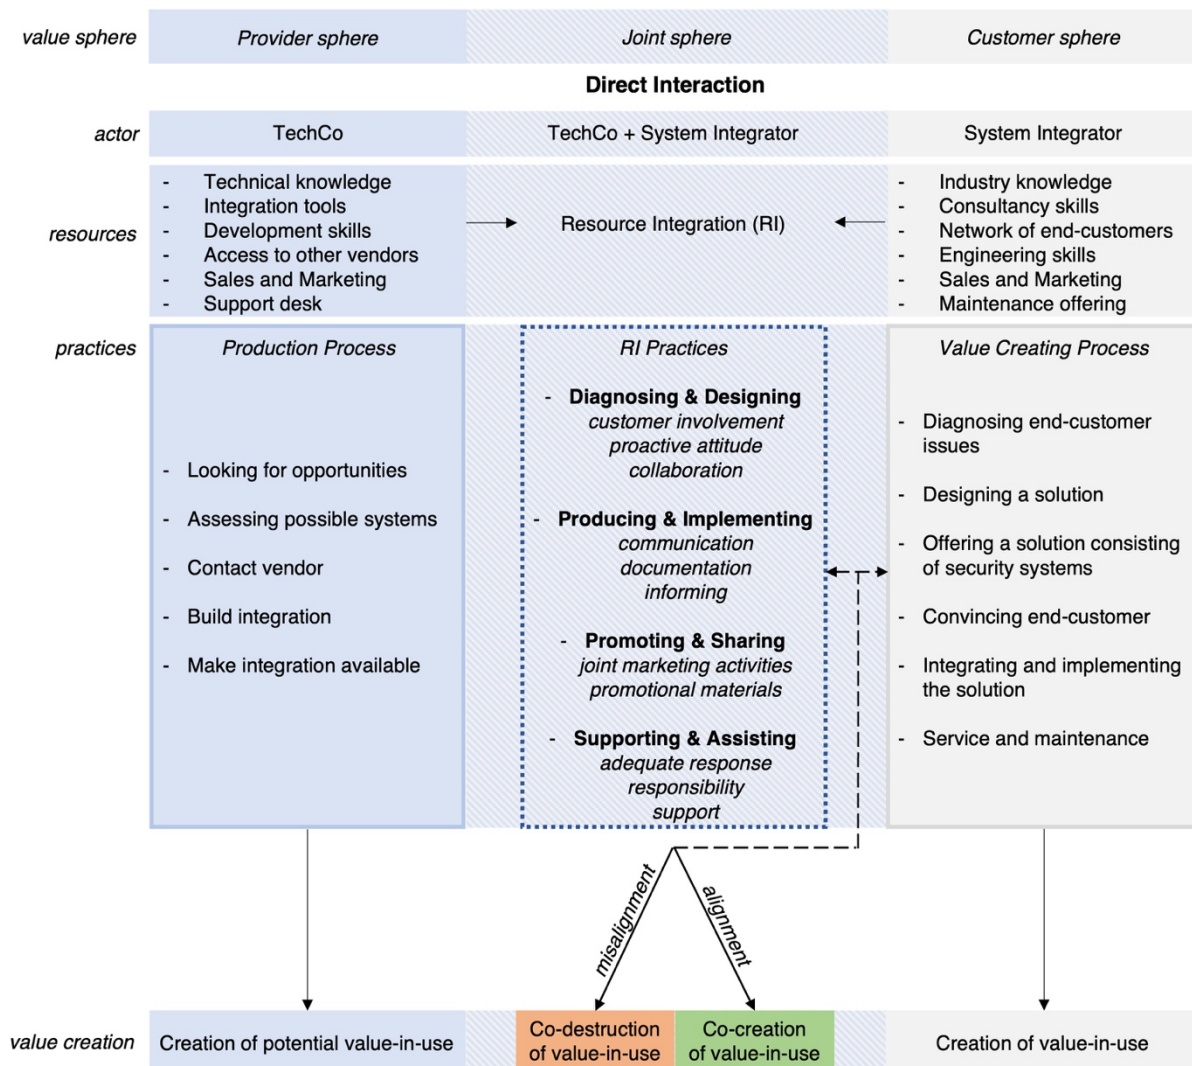 value sphere
Provider sphere
Joint sphere
Customer sphere
Direct Interaction
actor
TechCo
TechCo + System Integrator
System Integrator
resources
- Technical knowledge
- Integration tools
- Development skills
- Access to other vendors
- Sales and Marketing
- Support desk
Resource Integration (RI)
- Industry knowledge
- Consultancy skills
- Network of end-customers
- Engineering skills
- Sales and Marketing
- Maintenance offering
practices
Production Process
- Looking for opportunities
- Assessing possible systems
- Contact vendor
- Build integration
- Make integration available
RI Practices
- Diagnosing & Designing
customer involvement
proactive attitude
collaboration
- Producing & Implementing
communication
documentation
informing
- Promoting & Sharing
joint marketing activities
promotional materials
- Supporting & Assisting
adequate response
responsibility
support
Value Creating Process
- Diagnosing end-customer
issues
- Designing a solution
- Offering a solution consisting
of security systems
- Convincing end-customer
- Integrating and implementing
the solution
- Service and maintenance
misalignment
alignment
value creation
Creation of potential value-in-use
Co-destruction
of value-in-use
Co-creation
of value-in-use
Creation of value-in-use